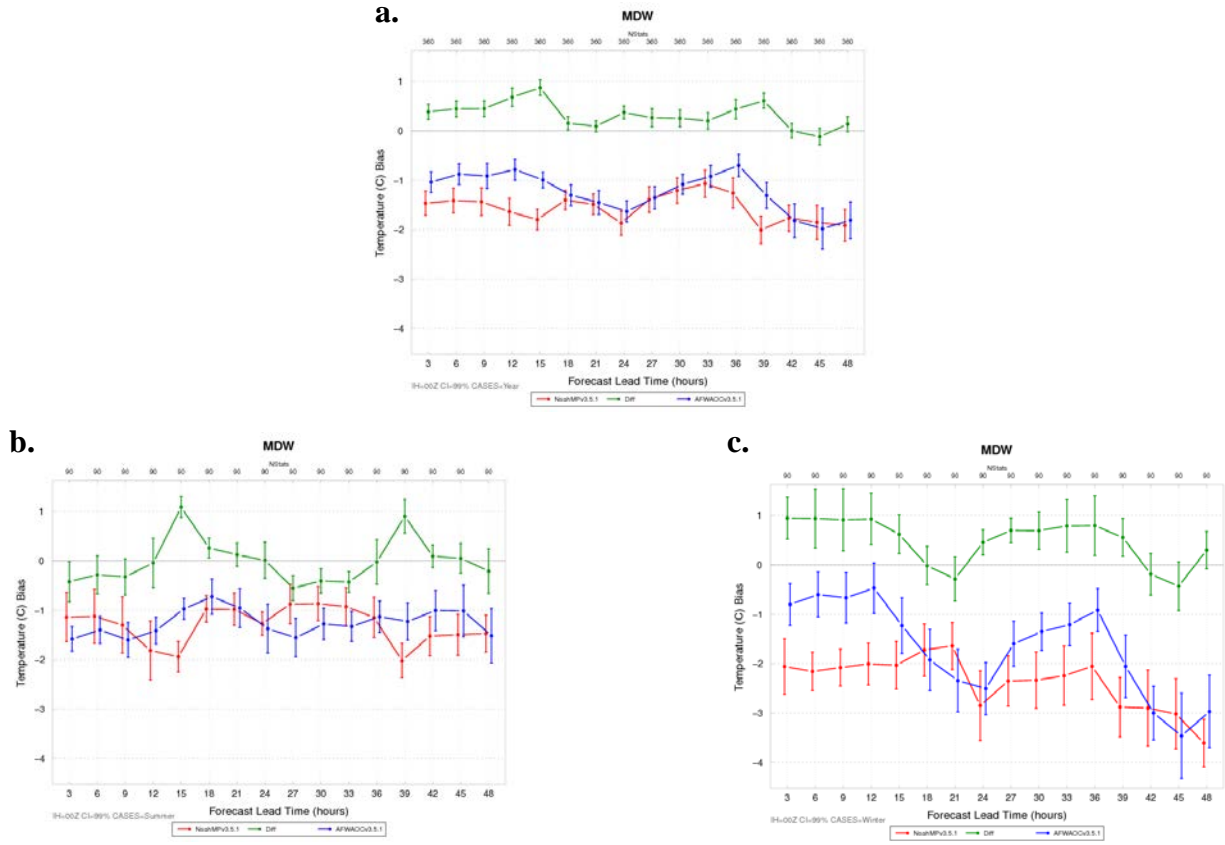 a.
MDW
NStats
360 360 360 360 360 360 360 360 360 360 360 360 360 360 360 360
Temperature (C) Bias
1
0
−1
−2
−3
−4
3 6 9 12 15 18 21 24 27 30 33 36 39 42 45 48
Forecast Lead Time (hours)
IH=00Z CI=99% CASES=Year
NoahMPv3.5.1 Diff AFWAOCv3.5.1
b.
MDW
NStats
90 90 90 90 90 90 90 90 90 90 90 90 90 90 90 90
Temperature (C) Bias
1
0
−1
−2
−3
−4
3 6 9 12 15 18 21 24 27 30 33 36 39 42 45 48
Forecast Lead Time (hours)
IH=00Z CI=99% CASES=Summer
NoahMPv3.5.1 Diff AFWAOCv3.5.1
c.
MDW
NStats
90 90 90 90 90 90 90 90 90 90 90 90 90 90 90 90
Temperature (C) Bias
1
0
−1
−2
−3
−4
3 6 9 12 15 18 21 24 27 30 33 36 39 42 45 48
Forecast Lead Time (hours)
IH=00Z CI=99% CASES=Winter
NoahMPv3.5.1 Diff AFWAOCv3.5.1